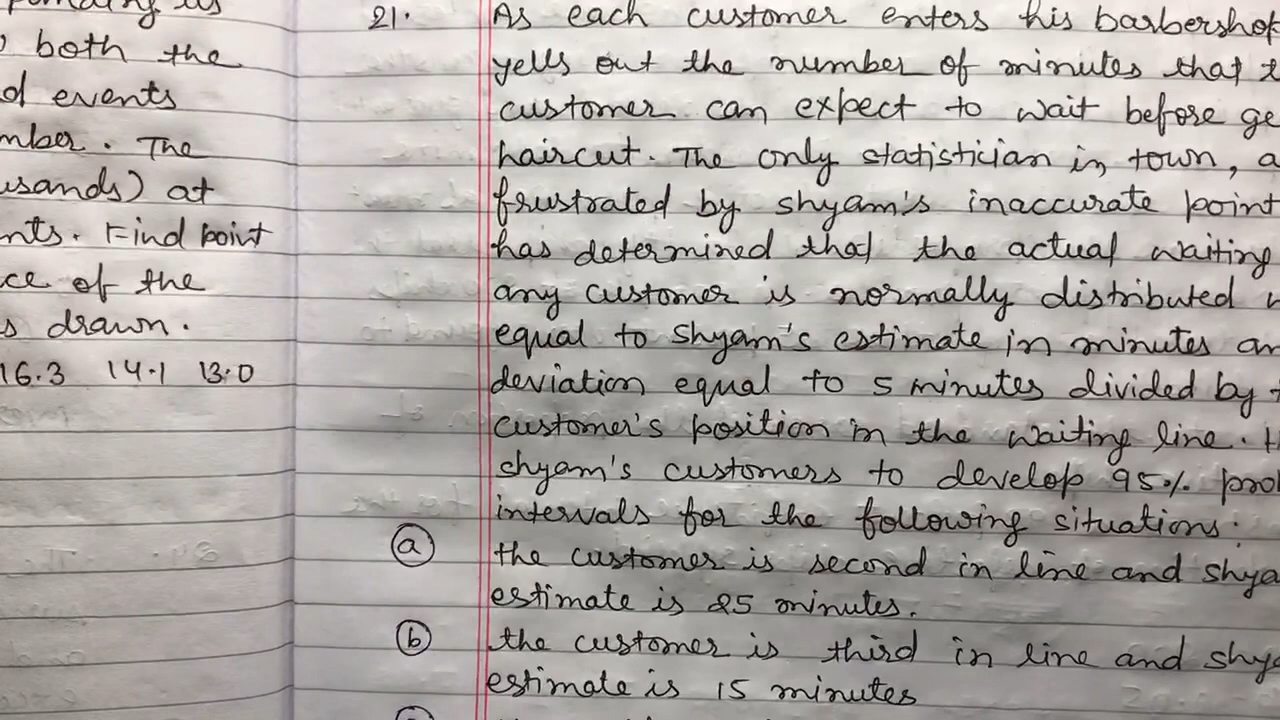 both the
d events
mber. The
usands) at
nts. Find point
ce of the
s drawn.
16.3 14.1 13.0
21. As each customer enters his barbershop
yells out the number of minutes that
customer can expect to wait before ge
haircut. The only statistician in town, a
frustrated by shyam's inaccurate point
has determined that the actual waiting
any customer is normally distributed
equal to shyam's estimate in minutes an
deviation equal to 5 minutes divided by
customer's position in the waiting line. H
shyam's customers to develop 95% prob
intervals for the following situations.
(a) the customer is second in line and shya
estimate is 25 minutes.
(b) the customer is third in line and shya
estimate is 15 minutes